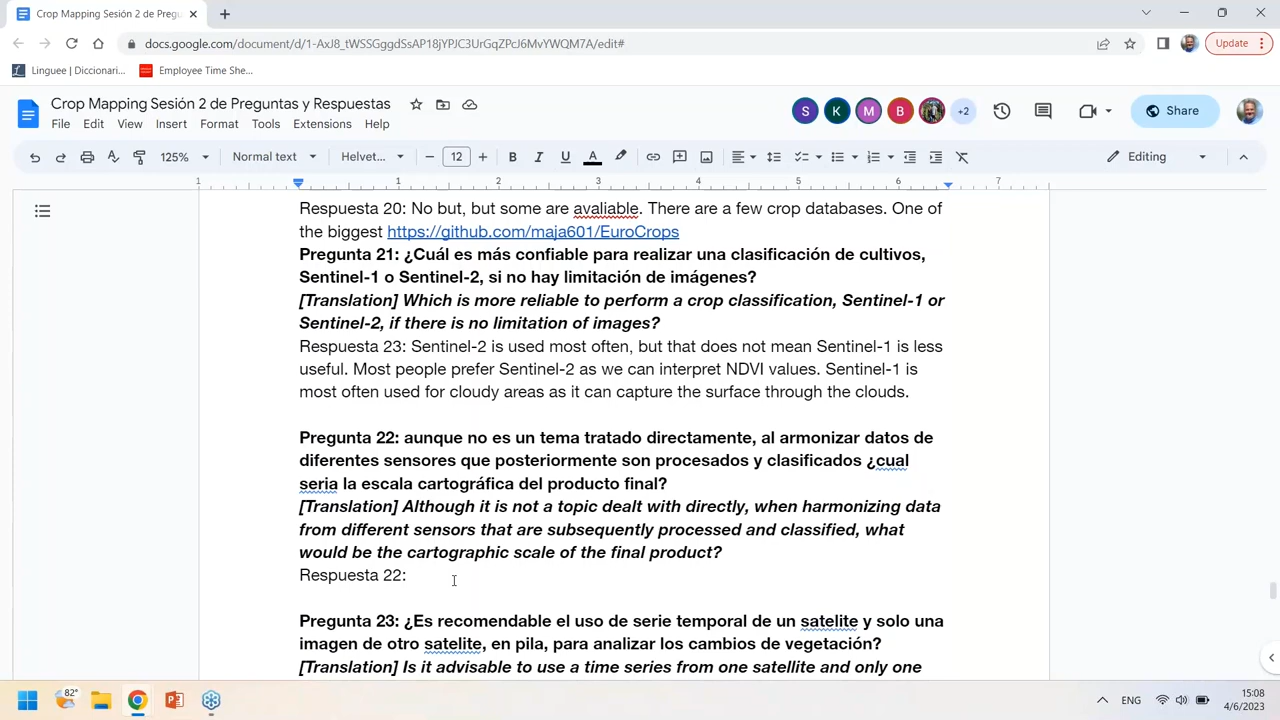 Crop Mapping Sesión 2 de Pregu
docs.google.com/document/d/1-AxJ8_tWSSGggdSsAP18jYPJC3UrGqZPcJ6MvYWQM7A/edit#
Update
Linguee | Diccionari...
Employee Time She...
Crop Mapping Sesión 2 de Preguntas y Respuestas
File Edit View Insert Format Tools Extensions Help
S K M B +2
Share
125% Normal text Helvet... 12 B I U A
Editing
1 1 2 3 4 5 6 7
Respuesta 20: No but, but some are avaliable. There are a few crop databases. One of
the biggest https://github.com/maja601/EuroCrops
Pregunta 21: ¿Cuál es más confiable para realizar una clasificación de cultivos,
Sentinel-1 o Sentinel-2, si no hay limitación de imágenes?
[Translation] Which is more reliable to perform a crop classification, Sentinel-1 or
Sentinel-2, if there is no limitation of images?
Respuesta 23: Sentinel-2 is used most often, but that does not mean Sentinel-1 is less
useful. Most people prefer Sentinel-2 as we can interpret NDVI values. Sentinel-1 is
most often used for cloudy areas as it can capture the surface through the clouds.
Pregunta 22: aunque no es un tema tratado directamente, al armonizar datos de
diferentes sensores que posteriormente son procesados y clasificados ¿cual
seria la escala cartográfica del producto final?
[Translation] Although it is not a topic dealt with directly, when harmonizing data
from different sensors that are subsequently processed and classified, what
would be the cartographic scale of the final product?
Respuesta 22:
Pregunta 23: ¿Es recomendable el uso de serie temporal de un satelite y solo una
imagen de otro satelite, en pila, para analizar los cambios de vegetación?
[Translation] Is it advisable to use a time series from one satellite and only one
82°
ENG
15:08
4/6/2023